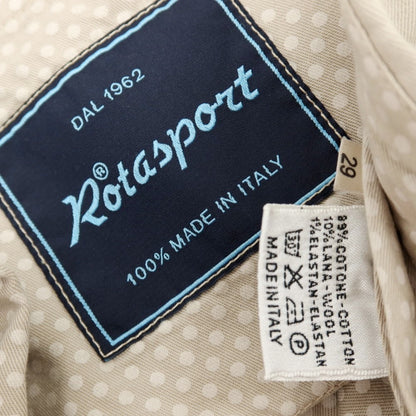 DAL 1962
Rotasport®
100% MADE IN ITALY
29
89% COTONE-COTTON
10% LANA-WOOL
1% ELASTAN-ELASTAN
30° P
MADE IN ITALY